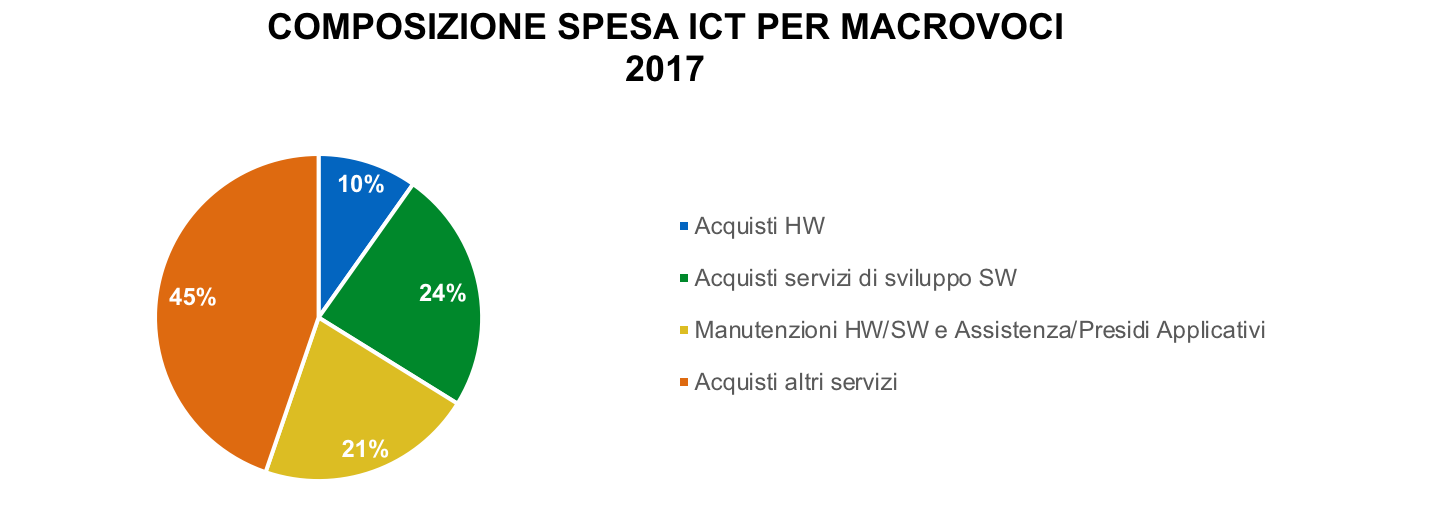 COMPOSIZIONE SPESA ICT PER MACROVOCI
2017
10%
24%
45%
21%
Acquisti HW
Acquisti servizi di sviluppo SW
Manutenzioni HW/SW e Assistenza/Presidi Applicativi
Acquisti altri servizi